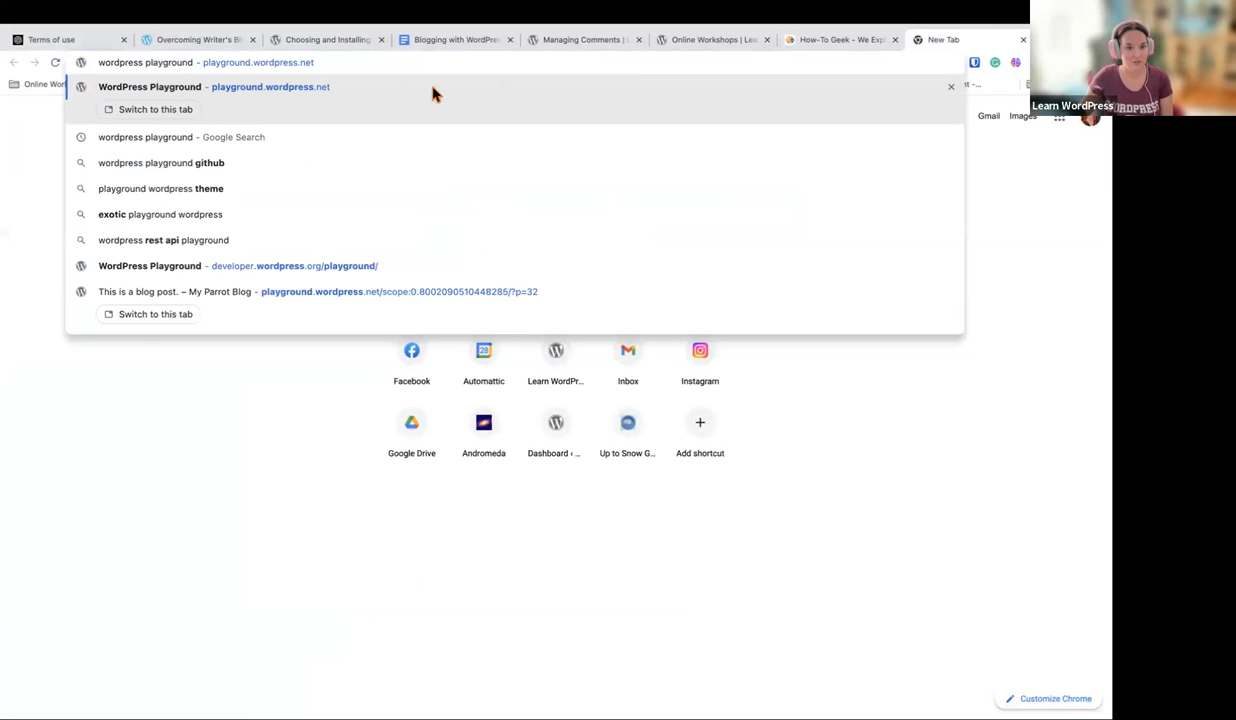 Terms of use
Overcoming Writer's Bl
Choosing and Installing
Blogging with WordPre
Managing Comments | L
Online Workshops | Lea
How-To Geek - We Expl
New Tab
wordpress playground - playground.wordpress.net
Online Wor
WordPress Playground - playground.wordpress.net
Switch to this tab
wordpress playground - Google Search
wordpress playground github
playground wordpress theme
exotic playground wordpress
wordpress rest api playground
WordPress Playground - developer.wordpress.org/playground/
This is a blog post. – My Parrot Blog - playground.wordpress.net/scope:0.8002090510448285/?p=32
Switch to this tab
Learn WordPress
Gmail
Images
Facebook
Automattic
Learn WordPr...
Inbox
Instagram
Google Drive
Andromeda
Dashboard ‹ ...
Up to Snow G...
Add shortcut
Customize Chrome